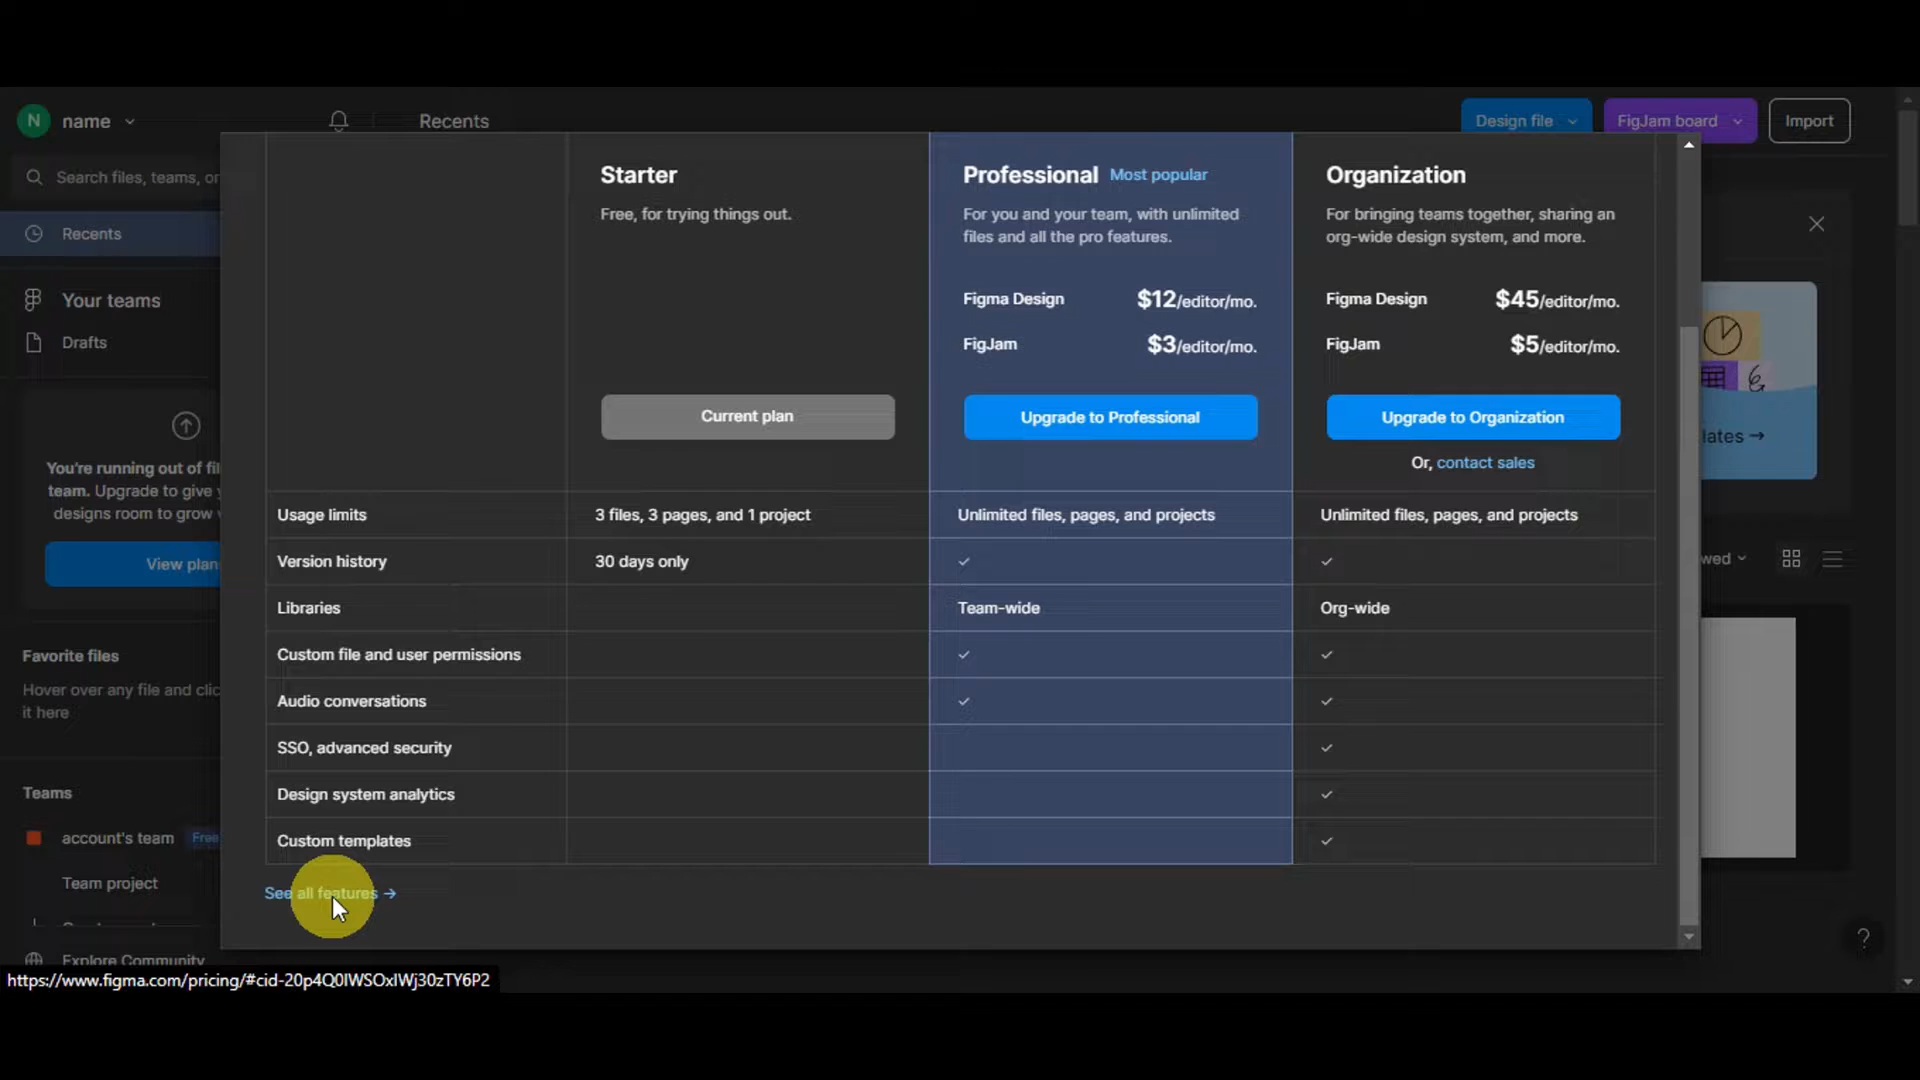 N name
Recents
Design file
FigJam board
Import
Search files, teams, or
Recents
Your teams
Drafts
You're running out of fil
team. Upgrade to give
designs room to grow
View plan
Favorite files
Hover over any file and clic
it here
Teams
account's team Free
Team project
Explore Community
Starter
Free, for trying things out.
Current plan
Professional Most popular
For you and your team, with unlimited
files and all the pro features.
Figma Design $12/editor/mo.
FigJam $3/editor/mo.
Upgrade to Professional
Organization
For bringing teams together, sharing an
org-wide design system, and more.
Figma Design $45/editor/mo.
FigJam $5/editor/mo.
Upgrade to Organization
Or, contact sales
Usage limits 3 files, 3 pages, and 1 project Unlimited files, pages, and projects Unlimited files, pages, and projects
Version history 30 days only ✓ ✓
Libraries Team-wide Org-wide
Custom file and user permissions ✓ ✓
Audio conversations ✓ ✓
SSO, advanced security ✓
Design system analytics ✓
Custom templates ✓
See all features →
lates →
wed
?
https://www.figma.com/pricing/#cid-20p4Q0IWSOxIWj30zTY6P2